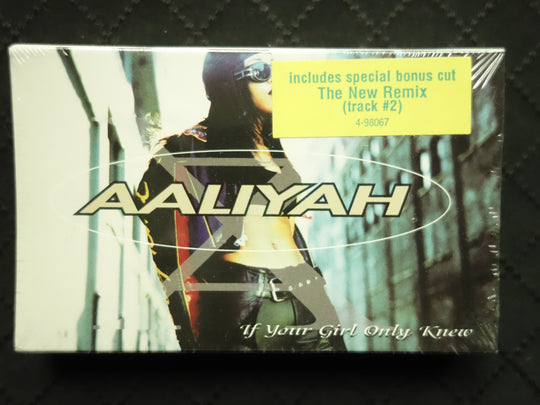 includes special bonus cut
The New Remix
(track #2)
4-98067
AALIYAH
If Your Girl Only Knew